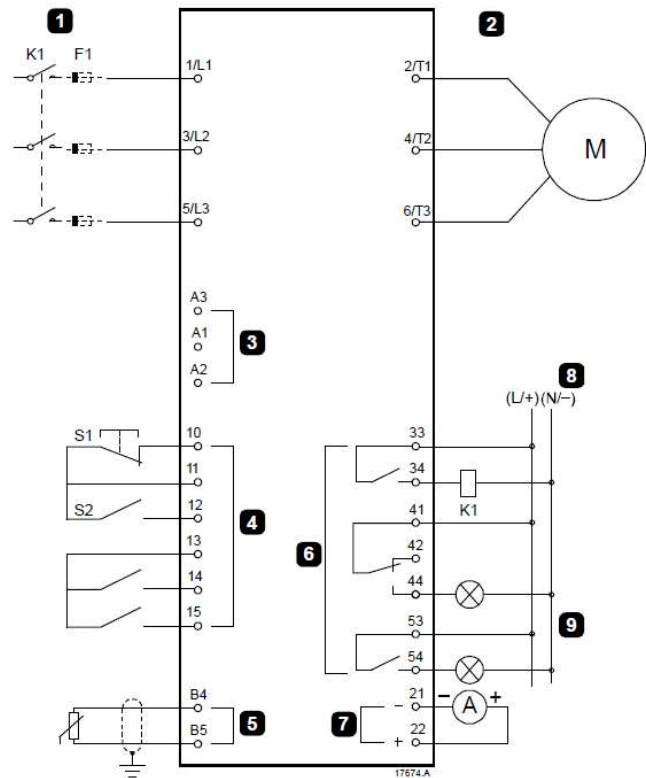 1
2
K1 F1
1/L1
2/T1
3/L2
4/T2
M
5/L3
6/T3
A3
A1
3
A2
8
(L/+)(N/–)
S1
10
33
11
34
S2
12
4
K1
41
13
6
42
14
44
15
53
9
54
B4
21
– A +
5
7
–
B5
22
+
17674.A